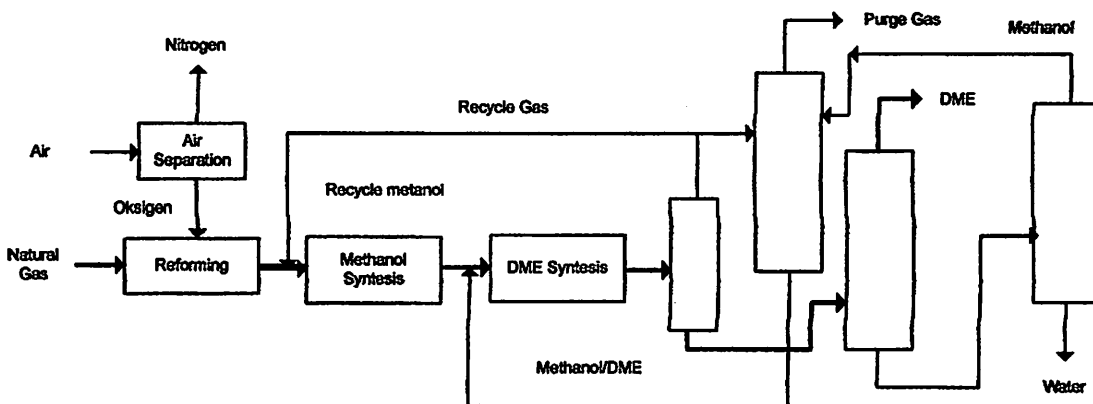 Purge Gas
Methanol
Nitrogen
DME
Recycle Gas
Air
Air
Separation
Recycle metanol
Oksigen
Natural
Gas
Reforming
Methanol
Syntesis
DME Syntesis
Methanol/DME
Water